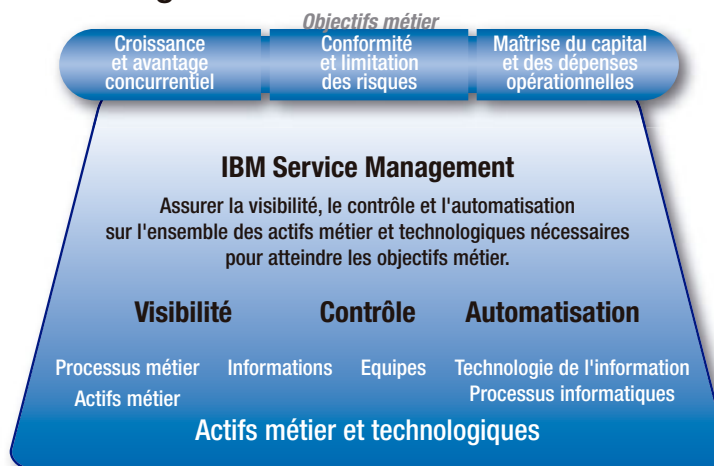 Objectifs métier
Croissance
et avantage
concurrentiel
Conformité
et limitation
des risques
Maîtrise du capital
et des dépenses
opérationnelles
IBM Service Management
Assurer la visibilité, le contrôle et l'automatisation
sur l'ensemble des actifs métier et technologiques nécessaires
pour atteindre les objectifs métier.
Visibilité Contrôle Automatisation
Processus métier Informations Equipes Technologie de l'information
Actifs métier Processus informatiques
Actifs métier et technologiques